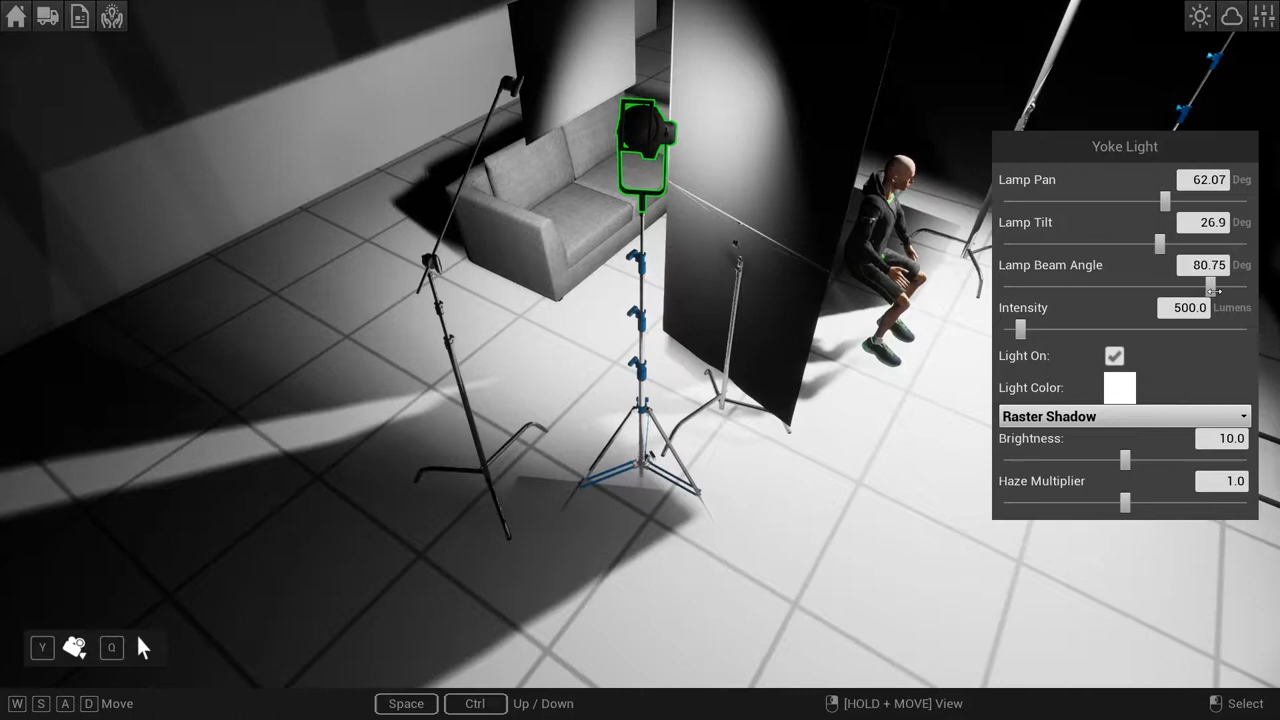 Yoke Light
Lamp Pan 62.07 Deg
Lamp Tilt 26.9 Deg
Lamp Beam Angle 80.75 Deg
Intensity 500.0 Lumens
Light On:
Light Color:
Raster Shadow
Brightness: 10.0
Haze Multiplier 1.0
Y Q
W S A D Move Space Ctrl Up / Down [HOLD + MOVE] View Select